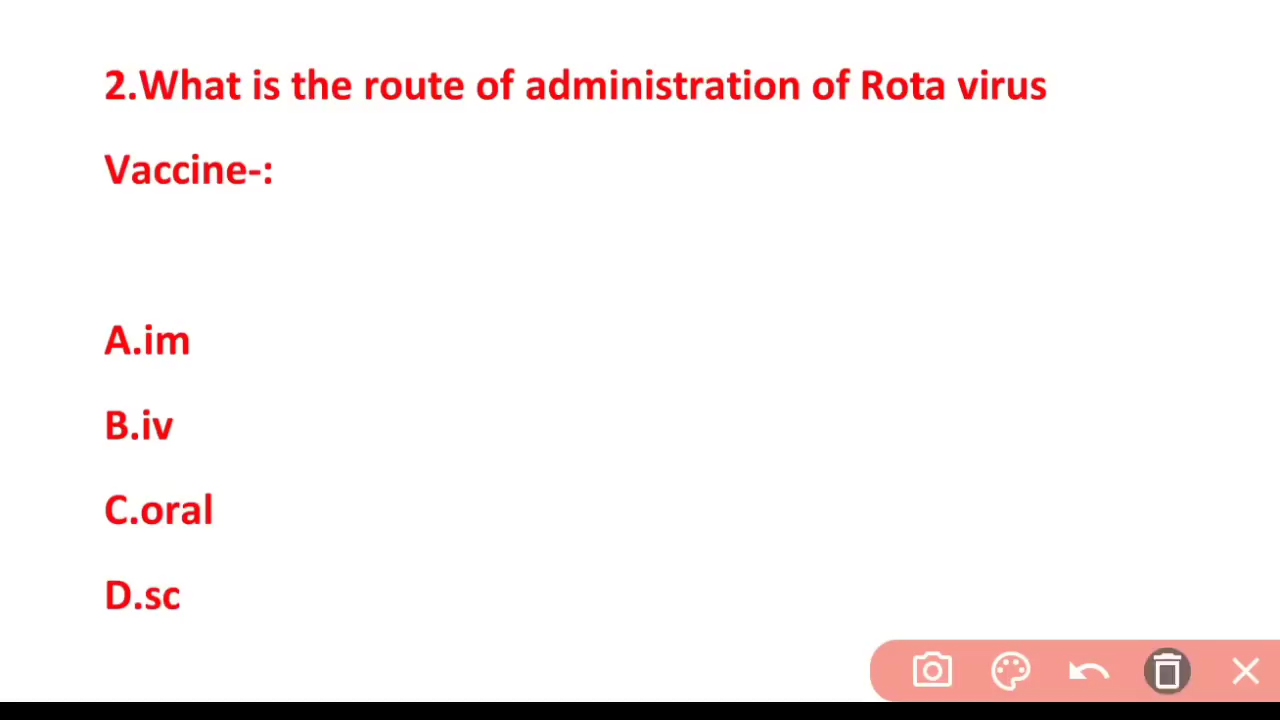 2.What is the route of administration of Rota virus
Vaccine-:
A.im
B.iv
C.oral
D.sc